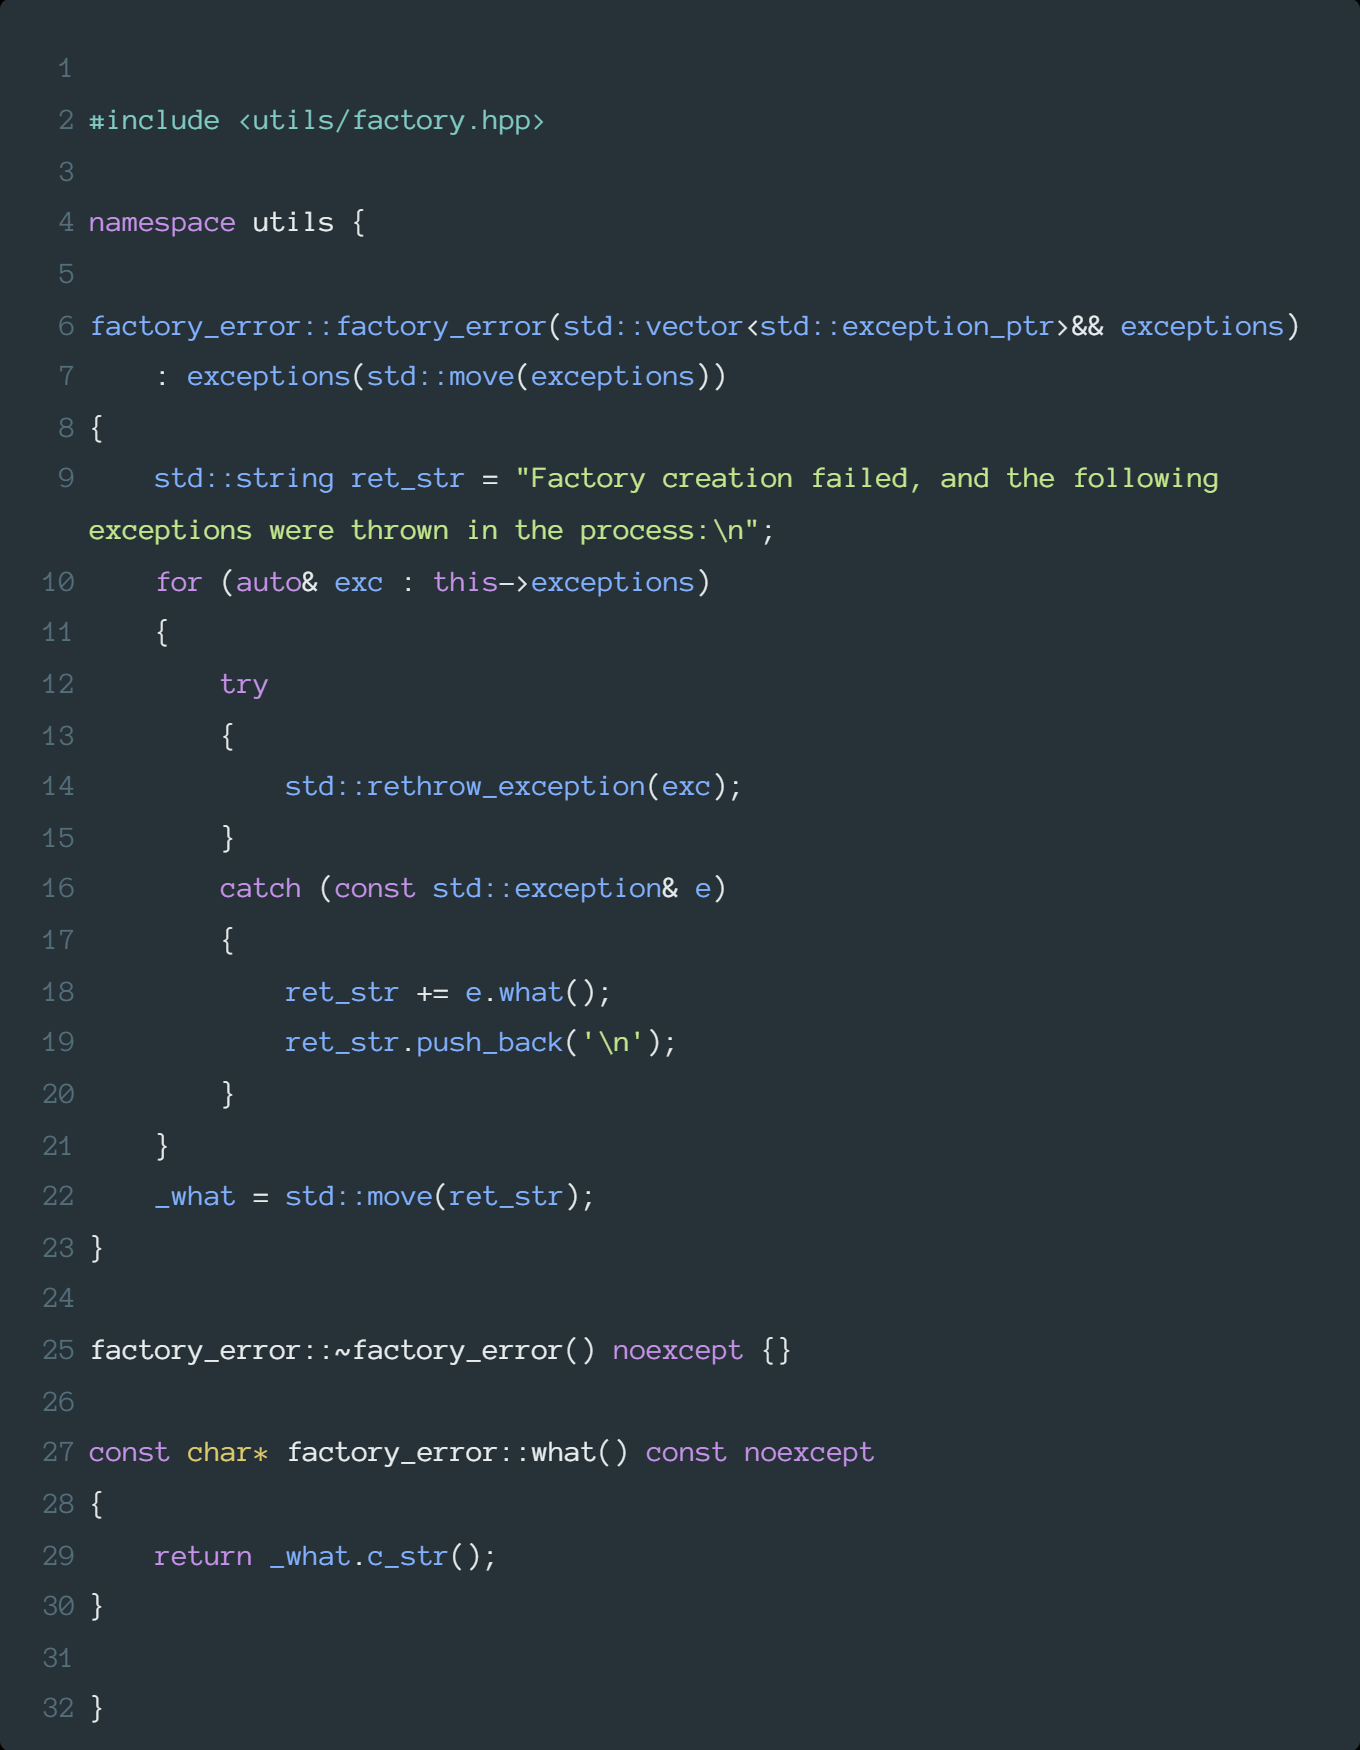 1
2 #include <utils/factory.hpp>
3
4 namespace utils {
5
6 factory_error::factory_error(std::vector<std::exception_ptr>&& exceptions)
7     : exceptions(std::move(exceptions))
8 {
9     std::string ret_str = "Factory creation failed, and the following
exceptions were thrown in the process:\n";
10     for (auto& exc : this->exceptions)
11     {
12         try
13         {
14             std::rethrow_exception(exc);
15         }
16         catch (const std::exception& e)
17         {
18             ret_str += e.what();
19             ret_str.push_back('\n');
20         }
21     }
22     _what = std::move(ret_str);
23 }
24
25 factory_error::~factory_error() noexcept {}
26
27 const char* factory_error::what() const noexcept
28 {
29     return _what.c_str();
30 }
31
32 }